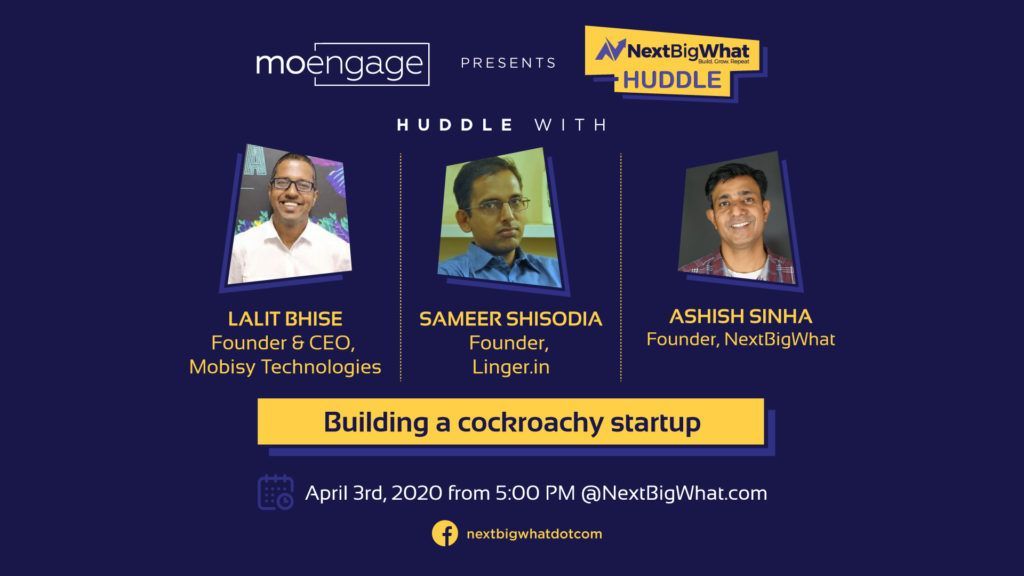 moengage PRESENTS NextBigWhat
Build. Grow. Repeat
HUDDLE
HUDDLE WITH
LALIT BHISE
Founder & CEO,
Mobisy Technologies
SAMEER SHISODIA
Founder,
Linger.in
ASHISH SINHA
Founder, NextBigWhat
Building a cockroachy startup
April 3rd, 2020 from 5:00 PM @NextBigWhat.com
nextbigwhatdotcom